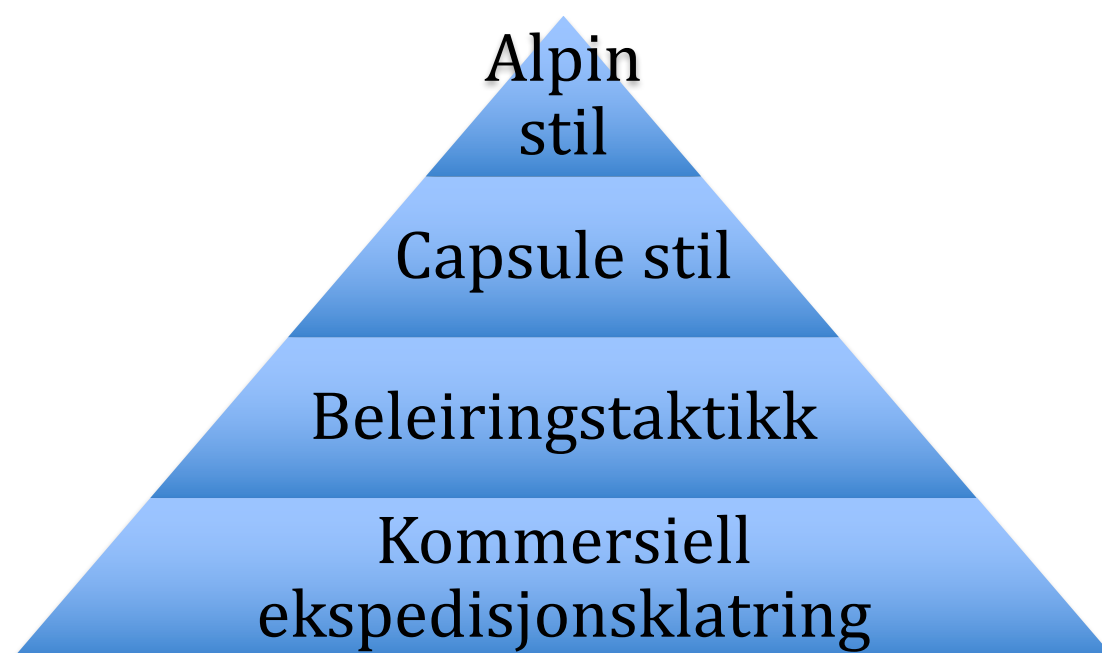 Alpin
stil
Capsule stil
Beleiringstaktikk
Kommersiell
ekspedisjonsklatring